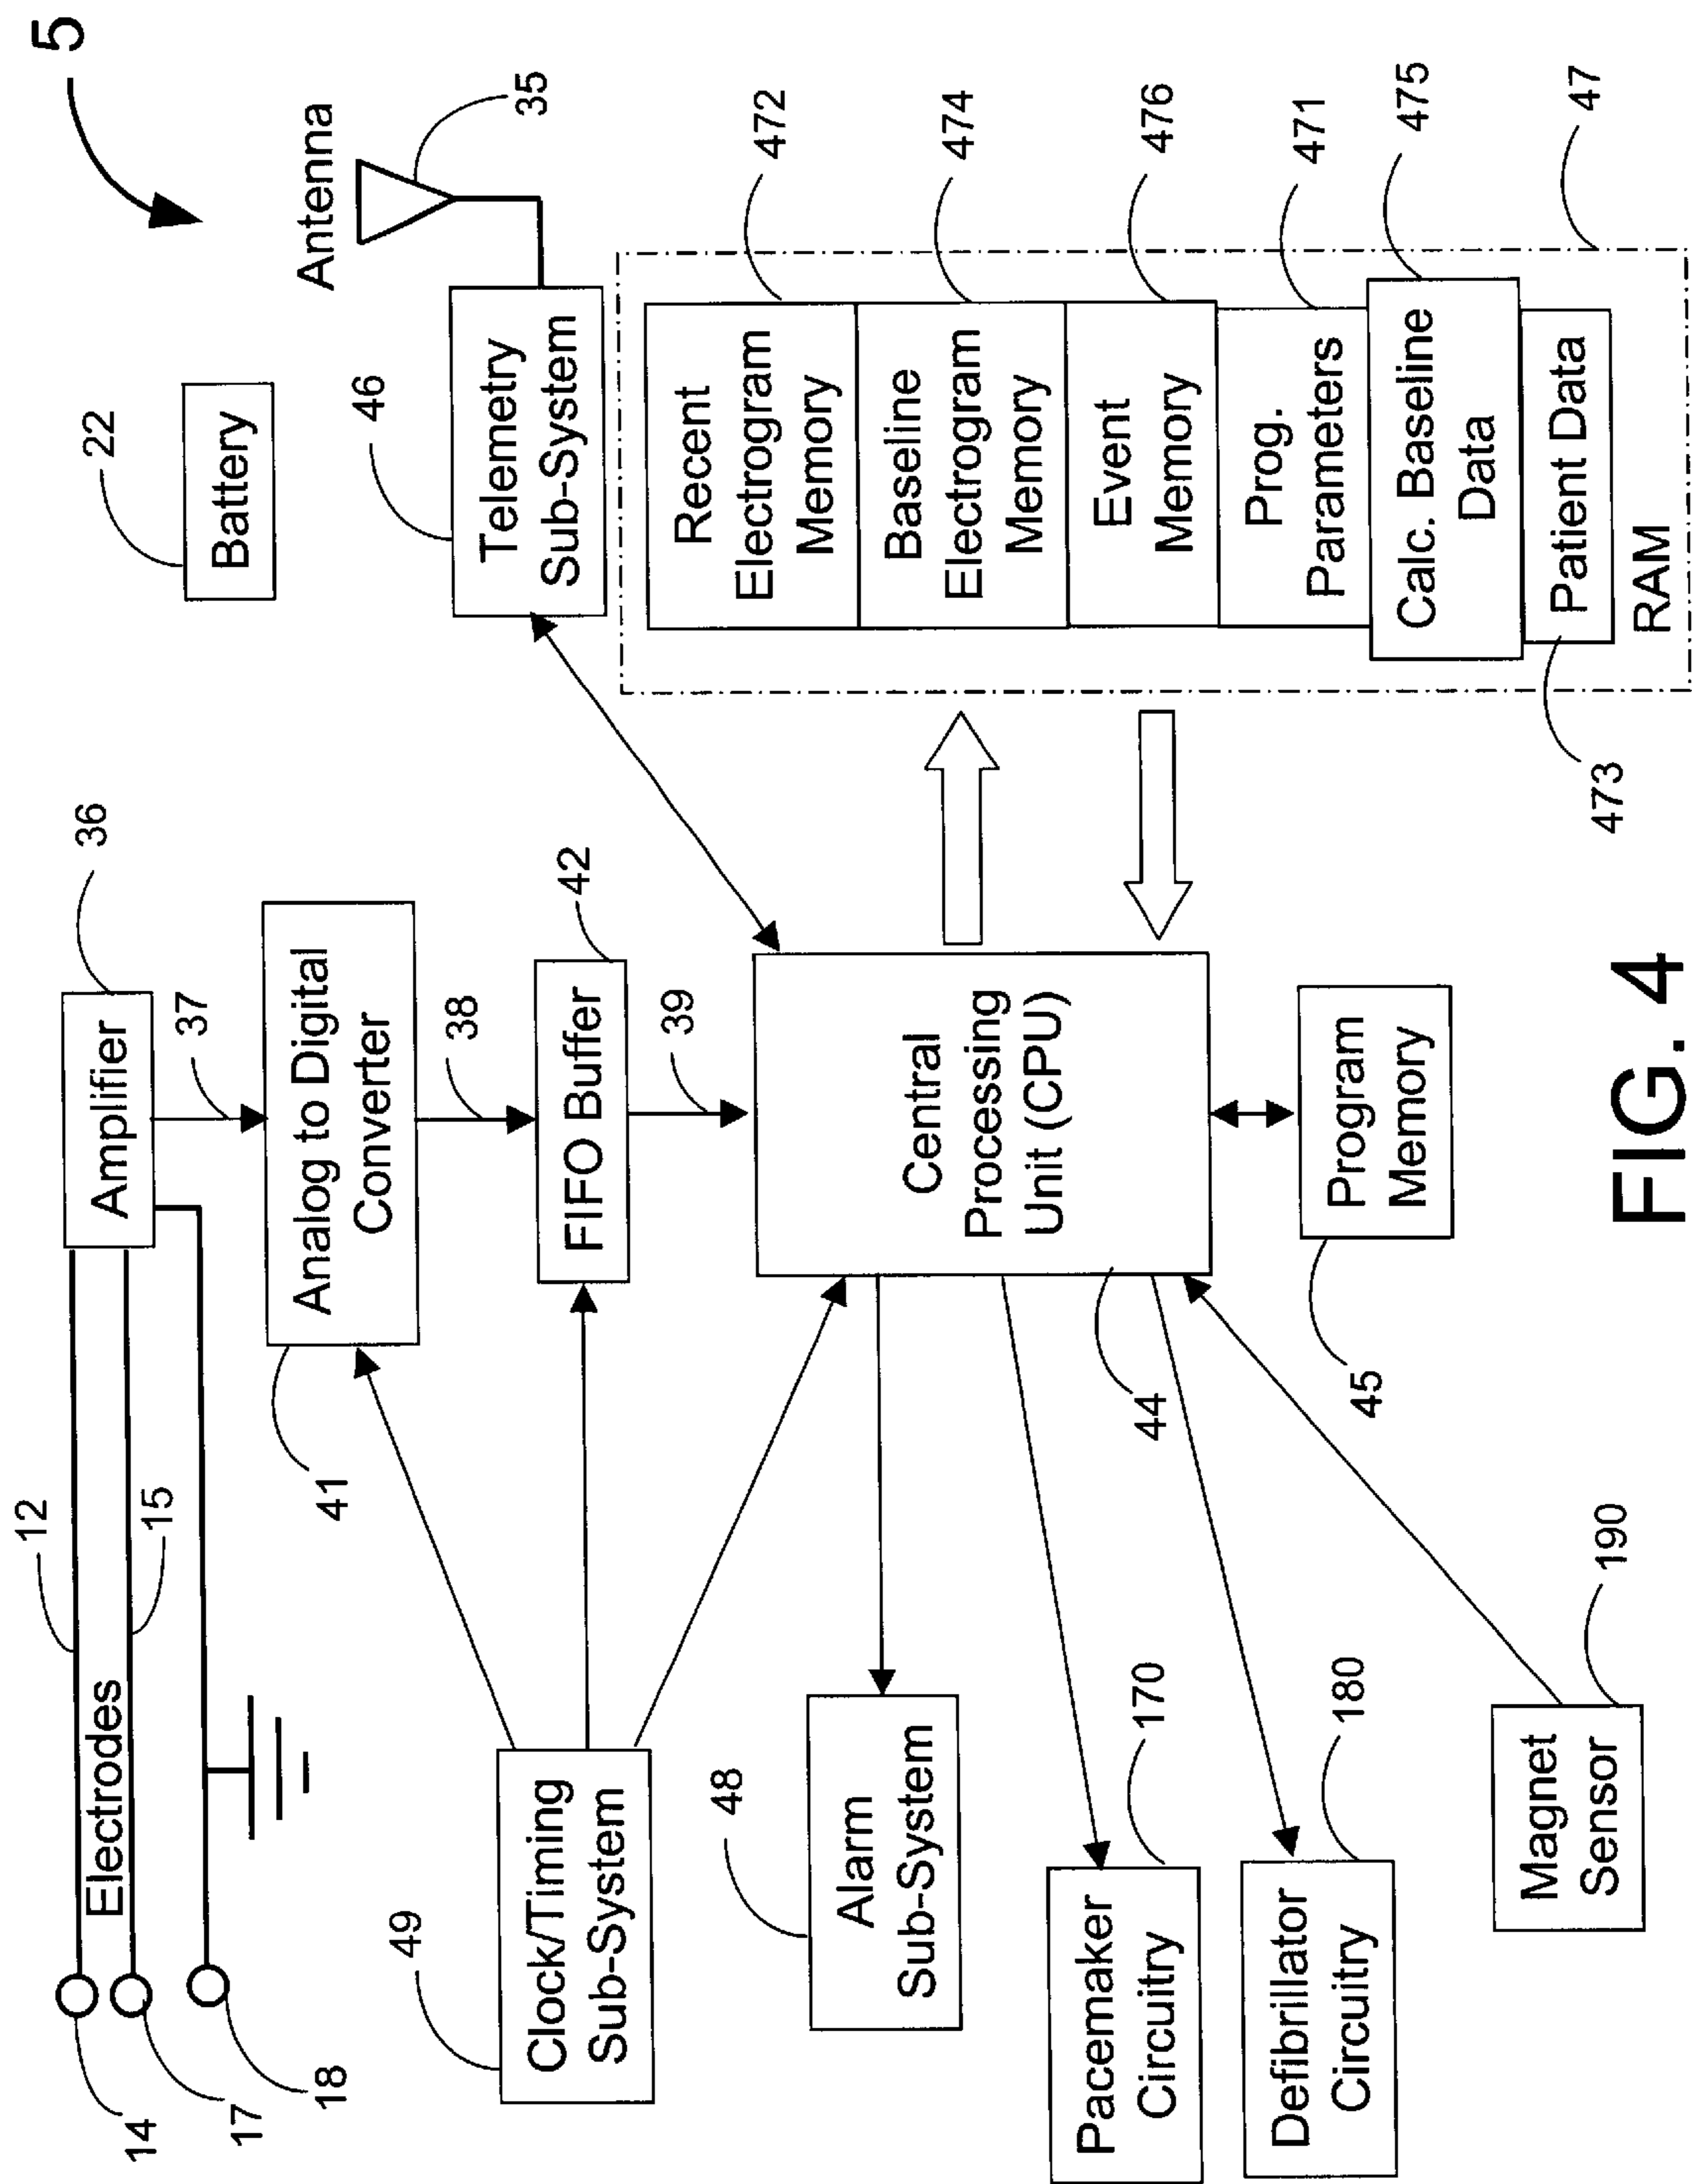 5
Electrodes
12
15
14
17
18
Amplifier
36
37
Analog to Digital
Converter
41
38
FIFO Buffer
42
39
Central
Processing
Unit (CPU)
44
Program
Memory
45
Clock/Timing
Sub-System
49
Alarm
Sub-System
48
Pacemaker
Circuitry
170
Defibrillator
Circuitry
180
Magnet
Sensor
190
22
Battery
Antenna
35
46
Telemetry
Sub-System
Recent
Electrogram
Memory
472
Baseline
Electrogram
Memory
474
Event
Memory
476
Prog.
Parameters
471
Calc. Baseline
Data
475
Patient Data
473
RAM
47
FIG. 4